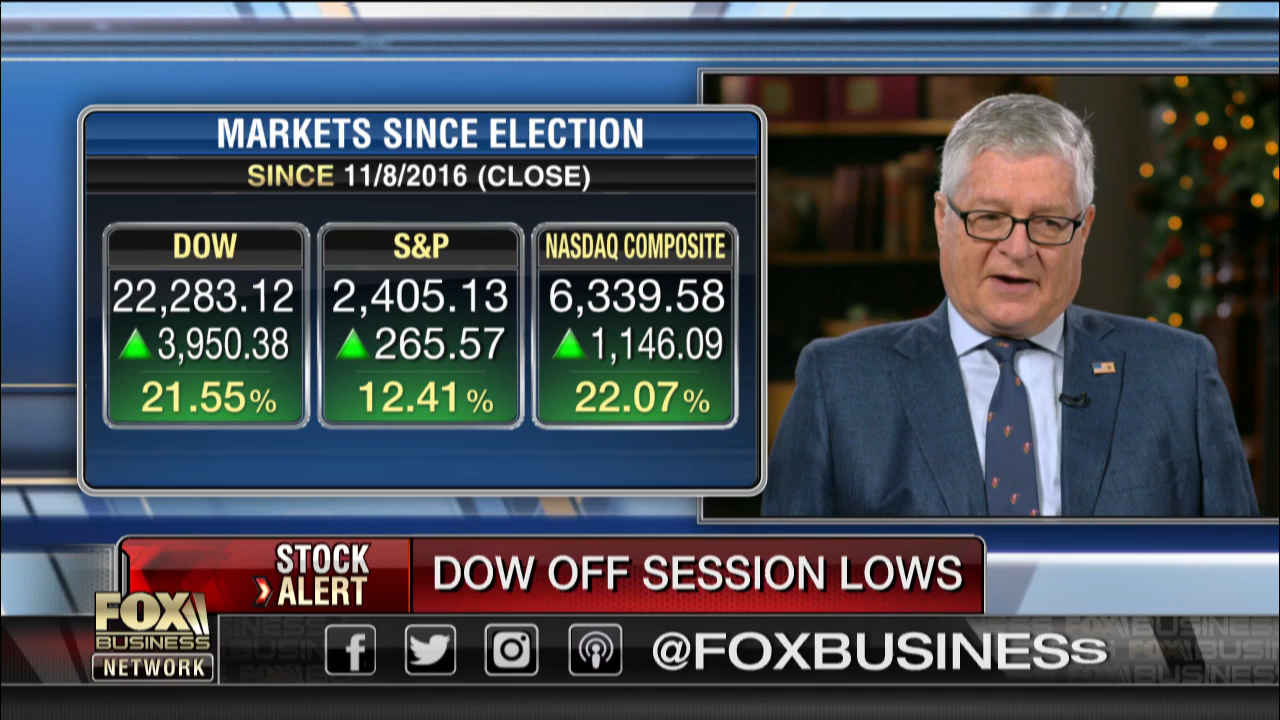 MARKETS SINCE ELECTION
SINCE 11/8/2016 (CLOSE)
DOW
22,283.12
3,950.38
21.55%
S&P
2,405.13
265.57
12.41%
NASDAQ COMPOSITE
6,339.58
1,146.09
22.07%
STOCK
ALERT
DOW OFF SESSION LOWS
FOX
BUSINESS
NETWORK
@FOXBUSINESS